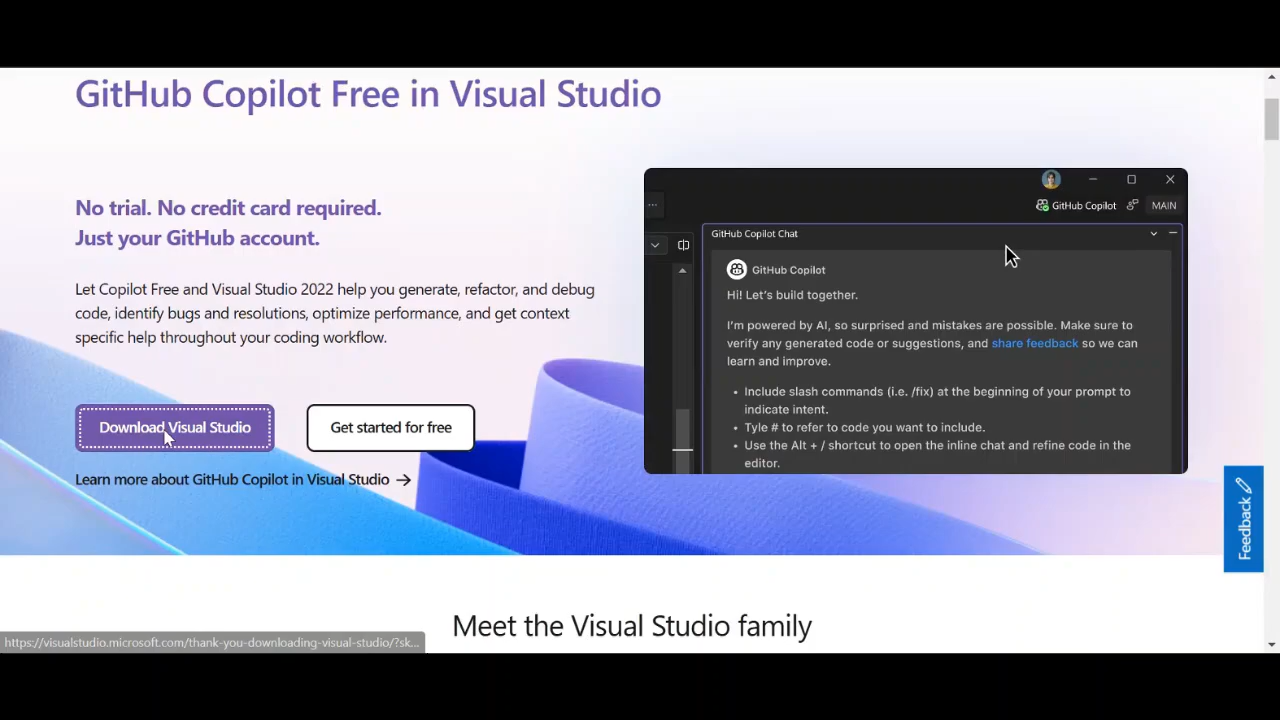 GitHub Copilot Free in Visual Studio
No trial. No credit card required.
Just your GitHub account.
Let Copilot Free and Visual Studio 2022 help you generate, refactor, and debug
code, identify bugs and resolutions, optimize performance, and get context
specific help throughout your coding workflow.
Download Visual Studio
Get started for free
Learn more about GitHub Copilot in Visual Studio →
GitHub Copilot
MAIN
GitHub Copilot Chat
GitHub Copilot
Hi! Let's build together.
I'm powered by AI, so surprised and mistakes are possible. Make sure to
verify any generated code or suggestions, and share feedback so we can
learn and improve.
• Include slash commands (i.e. /fix) at the beginning of your prompt to
indicate intent.
• Tyle # to refer to code you want to include.
• Use the Alt + / shortcut to open the inline chat and refine code in the
editor.
Feedback
Meet the Visual Studio family
https://visualstudio.microsoft.com/thank-you-downloading-visual-studio/?sk...